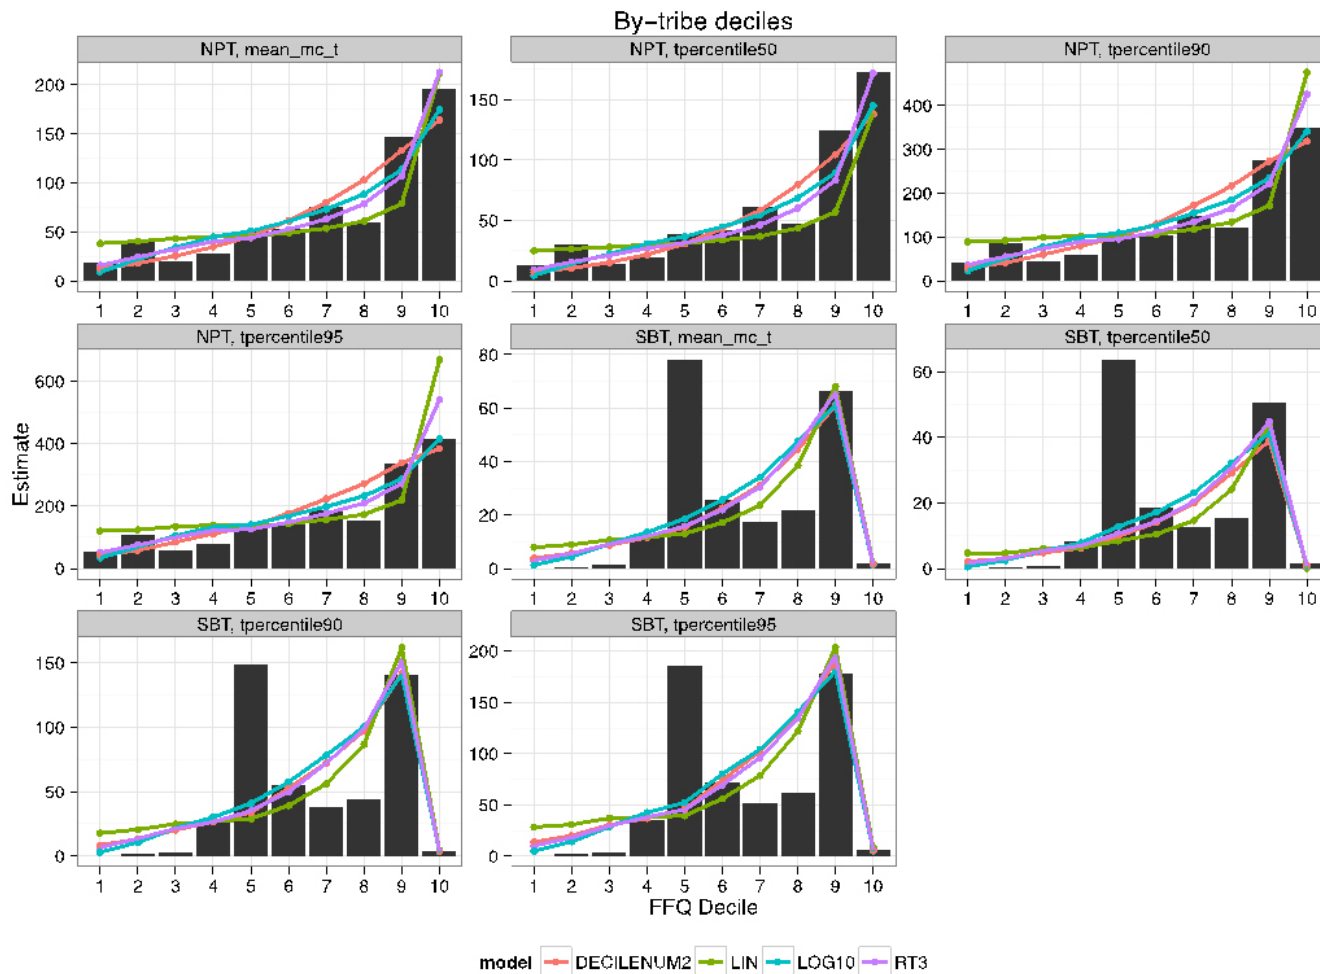 By-tribe deciles
NPT, mean_mc_t
NPT, tpercentile50
NPT, tpercentile90
200
150
100
50
0
1 2 3 4 5 6 7 8 9 10
150
100
50
0
1 2 3 4 5 6 7 8 9 10
400
300
200
100
0
1 2 3 4 5 6 7 8 9 10
NPT, tpercentile95
SBT, mean_mc_t
SBT, tpercentile50
600
400
200
0
1 2 3 4 5 6 7 8 9 10
80
60
40
20
0
1 2 3 4 5 6 7 8 9 10
60
40
20
0
1 2 3 4 5 6 7 8 9 10
SBT, tpercentile90
SBT, tpercentile95
150
100
50
0
1 2 3 4 5 6 7 8 9 10
200
150
100
50
0
1 2 3 4 5 6 7 8 9 10
Estimate
FFQ Decile
model DECILENUM2 LIN LOG10 RT3